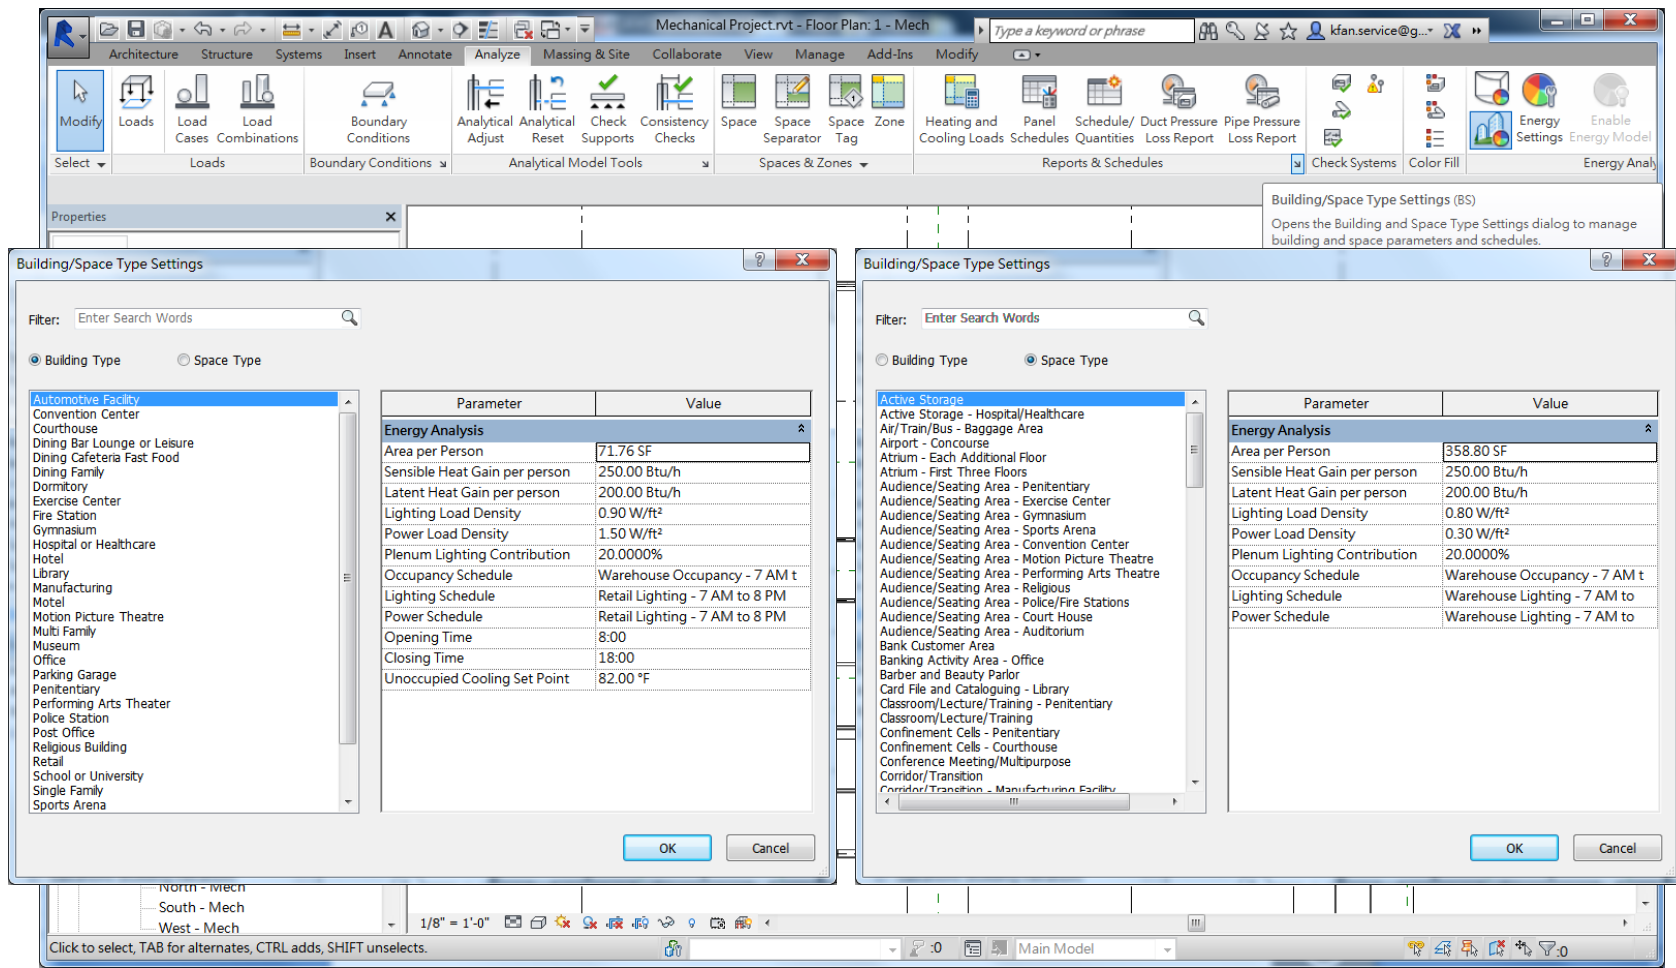 Mechanical Project.rvt - Floor Plan: 1 - Mech
Type a keyword or phrase
kfan.service@g...
Architecture Structure Systems Insert Annotate Analyze Massing & Site Collaborate View Manage Add-Ins Modify
Modify
Loads
Load Cases
Load Combinations
Boundary Conditions
Analytical Adjust
Analytical Reset
Check Supports
Consistency Checks
Space
Space Separator
Space Tag
Zone
Heating and Cooling Loads
Panel Schedules
Schedule/ Quantities
Duct Pressure Loss Report
Pipe Pressure Loss Report
Energy Settings
Enable Energy Model
Select
Loads
Boundary Conditions
Analytical Model Tools
Spaces & Zones
Reports & Schedules
Check Systems
Color Fill
Energy Analy
Building/Space Type Settings (BS)
Opens the Building and Space Type Settings dialog to manage
building and space parameters and schedules.
Properties
Building/Space Type Settings
Filter: Enter Search Words
Building Type Space Type
Automotive Facility
Convention Center
Courthouse
Dining Bar Lounge or Leisure
Dining Cafeteria Fast Food
Dining Family
Dormitory
Exercise Center
Fire Station
Gymnasium
Hospital or Healthcare
Hotel
Library
Manufacturing
Motel
Motion Picture Theatre
Multi Family
Museum
Office
Parking Garage
Penitentiary
Performing Arts Theater
Police Station
Post Office
Religious Building
Retail
School or University
Single Family
Sports Arena
Parameter Value
Energy Analysis
Area per Person 71.76 SF
Sensible Heat Gain per person 250.00 Btu/h
Latent Heat Gain per person 200.00 Btu/h
Lighting Load Density 0.90 W/ft²
Power Load Density 1.50 W/ft²
Plenum Lighting Contribution 20.0000%
Occupancy Schedule Warehouse Occupancy - 7 AM t
Lighting Schedule Retail Lighting - 7 AM to 8 PM
Power Schedule Retail Lighting - 7 AM to 8 PM
Opening Time 8:00
Closing Time 18:00
Unoccupied Cooling Set Point 82.00 °F
OK Cancel
Building/Space Type Settings
Filter: Enter Search Words
Building Type Space Type
Active Storage
Active Storage - Hospital/Healthcare
Air/Train/Bus - Baggage Area
Airport - Concourse
Atrium - Each Additional Floor
Atrium - First Three Floors
Audience/Seating Area - Penitentiary
Audience/Seating Area - Exercise Center
Audience/Seating Area - Gymnasium
Audience/Seating Area - Sports Arena
Audience/Seating Area - Convention Center
Audience/Seating Area - Motion Picture Theatre
Audience/Seating Area - Performing Arts Theatre
Audience/Seating Area - Religious
Audience/Seating Area - Police/Fire Stations
Audience/Seating Area - Court House
Audience/Seating Area - Auditorium
Bank Customer Area
Banking Activity Area - Office
Barber and Beauty Parlor
Card File and Cataloguing - Library
Classroom/Lecture/Training - Penitentiary
Classroom/Lecture/Training
Confinement Cells - Penitentiary
Confinement Cells - Courthouse
Conference Meeting/Multipurpose
Corridor/Transition
Corridor/Transition - Manufacturing Facility
Parameter Value
Energy Analysis
Area per Person 358.80 SF
Sensible Heat Gain per person 250.00 Btu/h
Latent Heat Gain per person 200.00 Btu/h
Lighting Load Density 0.80 W/ft²
Power Load Density 0.30 W/ft²
Plenum Lighting Contribution 20.0000%
Occupancy Schedule Warehouse Occupancy - 7 AM t
Lighting Schedule Warehouse Lighting - 7 AM to
Power Schedule Warehouse Lighting - 7 AM to
OK Cancel
North - Mech
South - Mech
West - Mech
1/8" = 1'-0"
Click to select, TAB for alternates, CTRL adds, SHIFT unselects.
:0
Main Model
:0